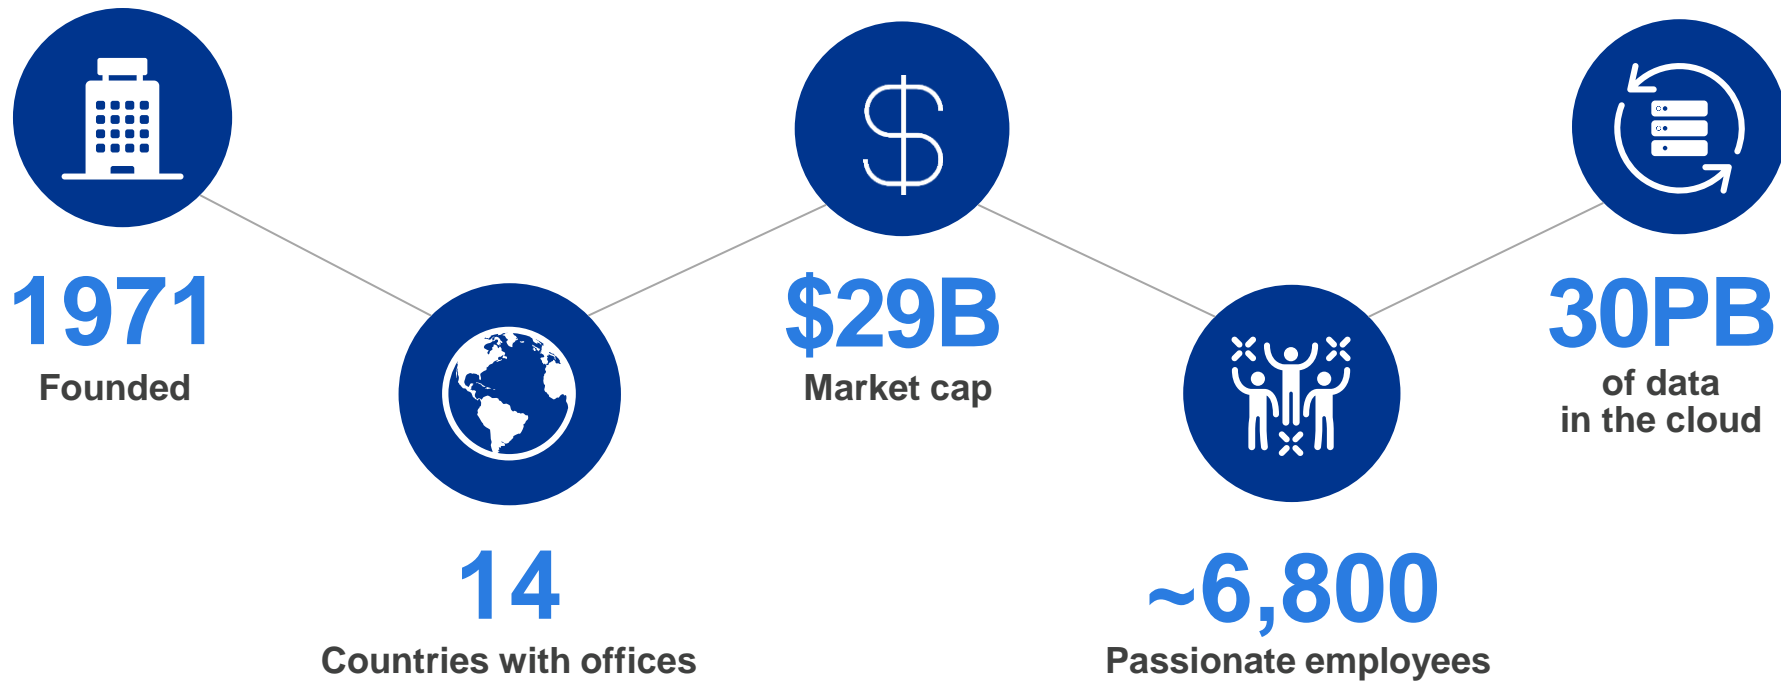 1971
Founded
14
Countries with offices
$29B
Market cap
~6,800
Passionate employees
30PB
of data
in the cloud